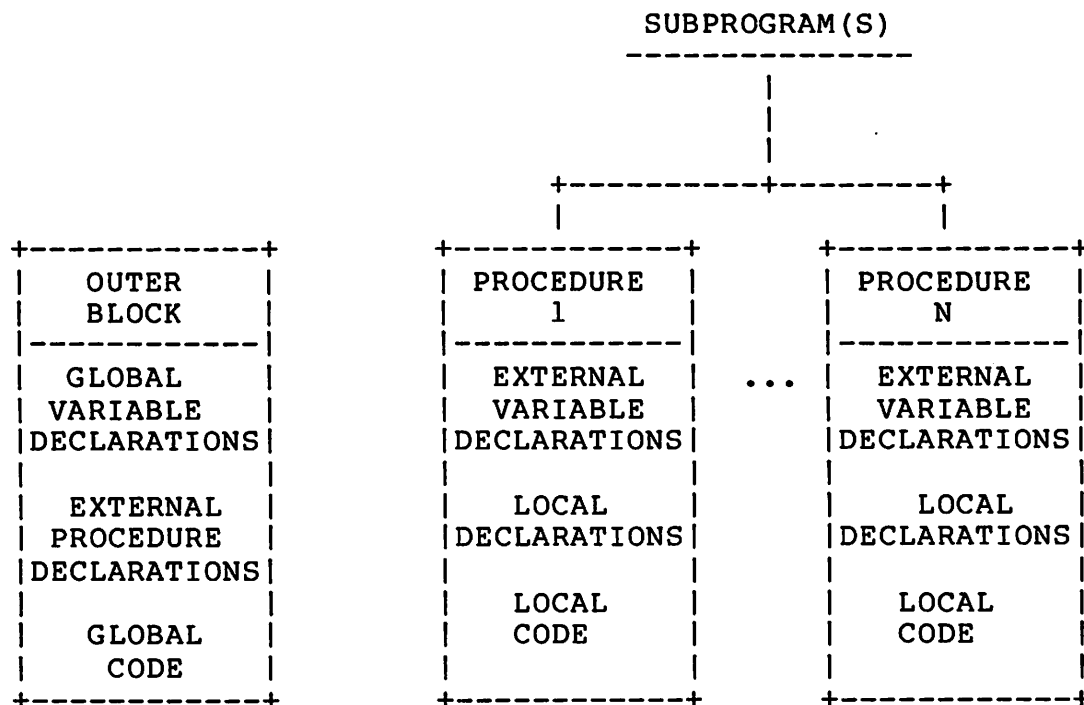 SUBPROGRAM(S)
OUTER
BLOCK
GLOBAL
VARIABLE
DECLARATIONS
EXTERNAL
PROCEDURE
DECLARATIONS
GLOBAL
CODE
PROCEDURE
1
EXTERNAL
VARIABLE
DECLARATIONS
LOCAL
DECLARATIONS
LOCAL
CODE
...
PROCEDURE
N
EXTERNAL
VARIABLE
DECLARATIONS
LOCAL
DECLARATIONS
LOCAL
CODE